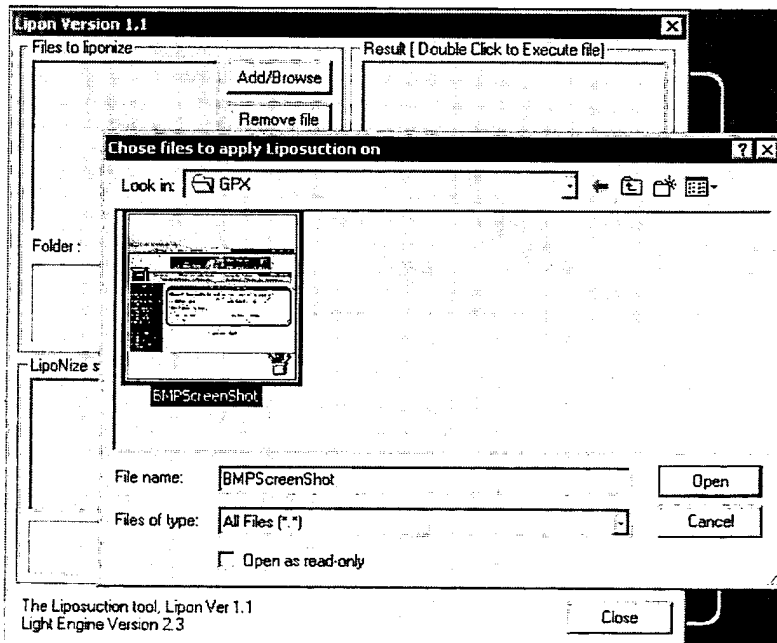 Lipon Version 1.1
Files to liponize
Result [ Double Click to Execute file]
Add/Browse
Remove file
Chose files to apply Liposuction on
Look in: GPX
Folder :
BMPScreenShot
LipoNize s
File name: BMPScreenShot
Open
Files of type: All Files (*.*)
Cancel
Open as read-only
The Liposuction tool, Lipon Ver 1.1
Light Engine Version 2.3
Close